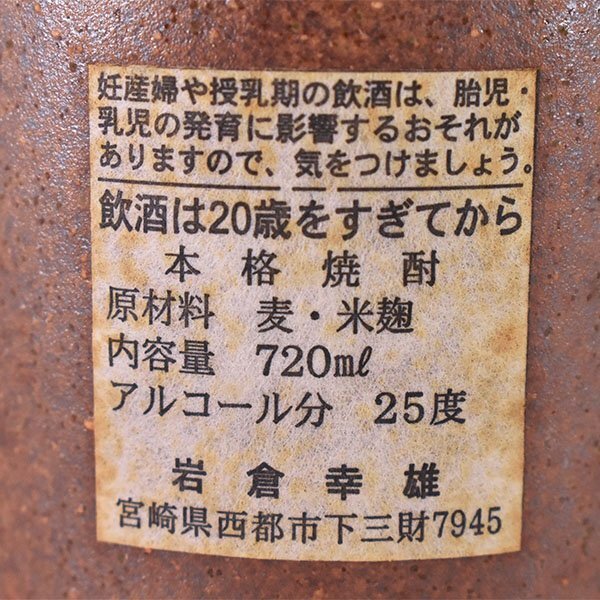 妊産婦や授乳期の飲酒は、胎児・
乳児の発育に影響するおそれが
ありますので、気をつけましょう。
飲酒は20歳をすぎてから
本格焼酎
原材料 麦・米麹
内容量 720㎖
アルコール分 25度
岩倉幸雄
宮崎県西都市下三財7945